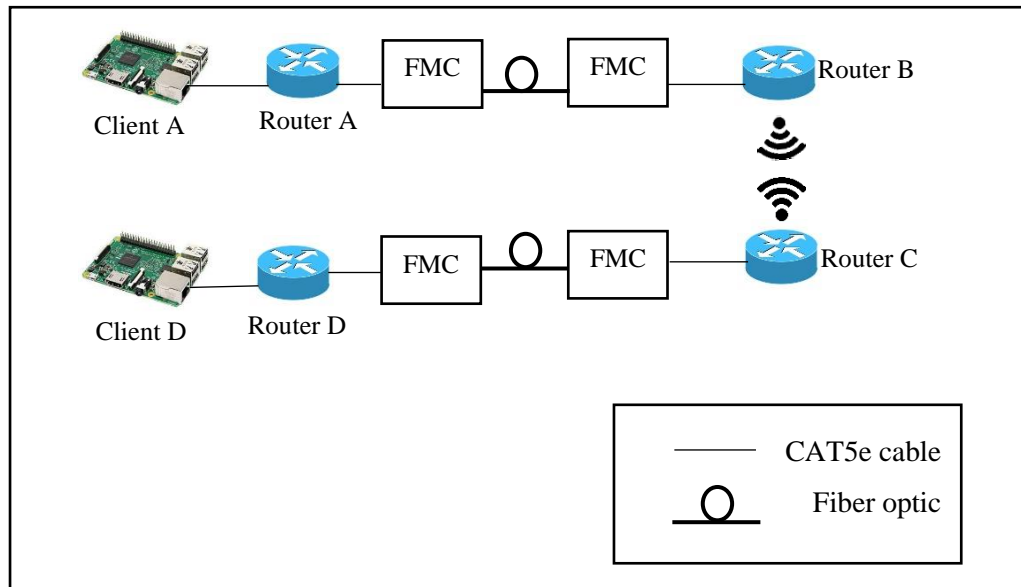 FMC
FMC
Router B
Client A
Router A
FMC
FMC
Router C
Client D
Router D
CAT5e cable
Fiber optic